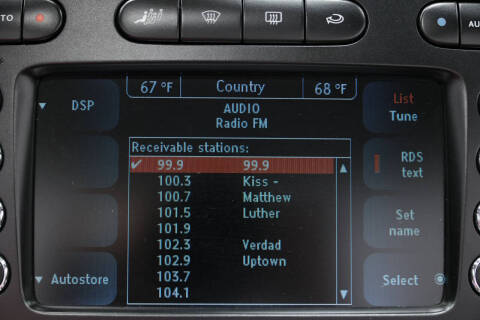 AUTO
AU
67 °F Country 68 °F
DSP
AUDIO
Radio FM
List
Tune
Receivable stations:
✔ 99.9 99.9
100.3 Kiss -
100.7 Matthew
101.5 Luther
101.9
102.3 Verdad
102.9 Uptown
103.7
104.1
RDS
text
Set
name
Autostore
Select